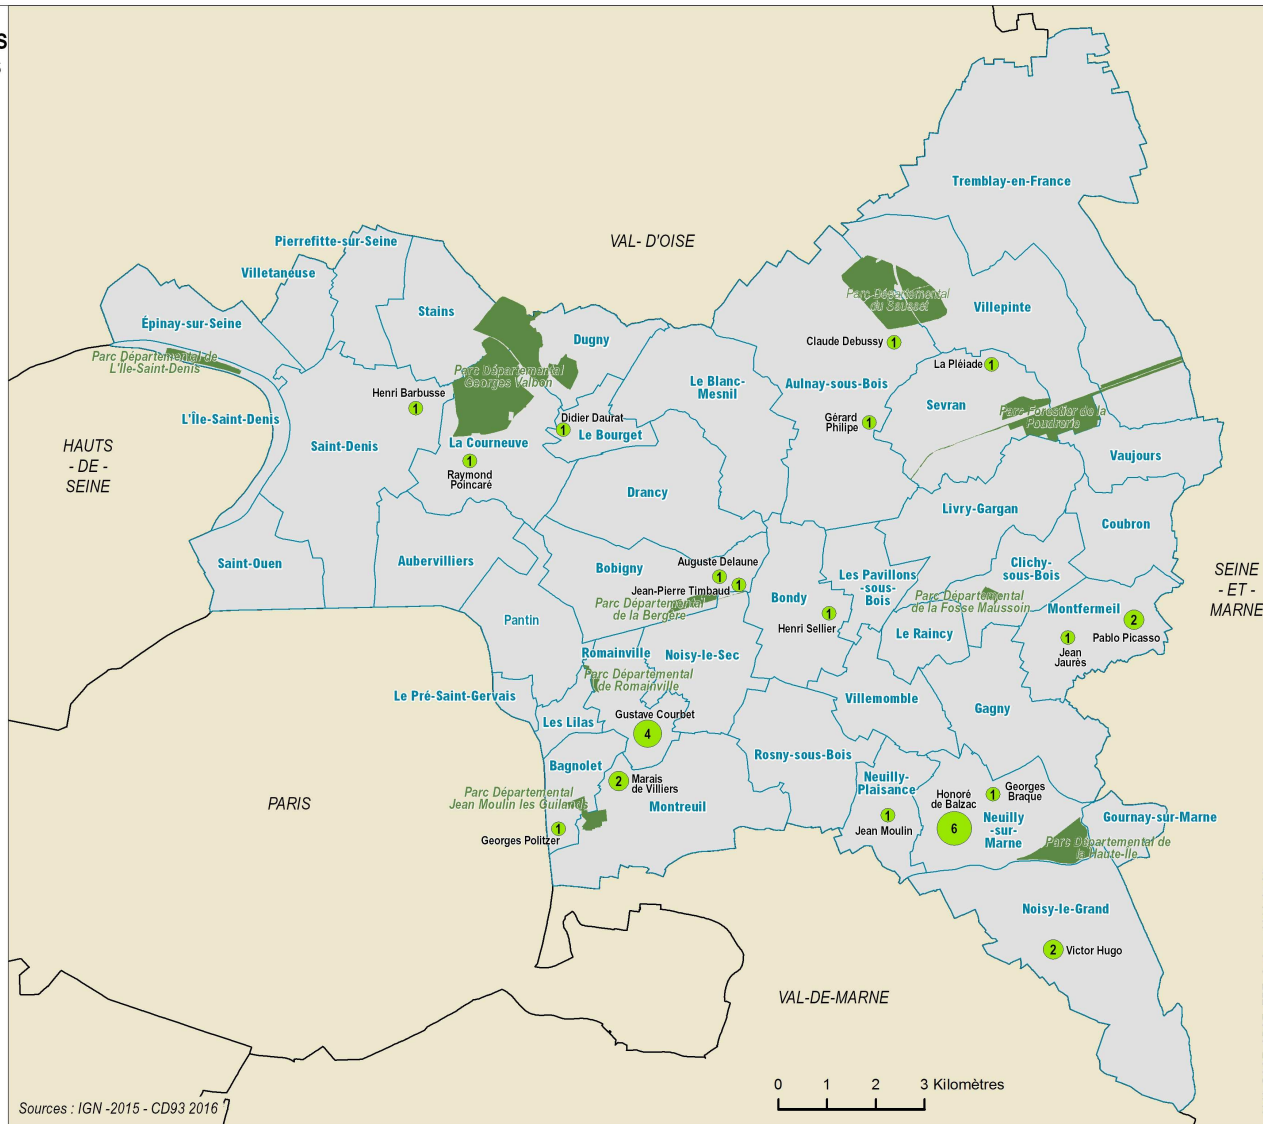 S
Tremblay-en-France
Pierrefitte-sur-Seine
VAL- D'OISE
Villetaneuse
Parc Départemental
du Sausset
Villepinte
Stains
Épinay-sur-Seine
Dugny
Claude Debussy 1
Parc Départemental de
L'Ile-Saint-Denis
La Pléiade 1
Parc Départemental
Georges Valbon
Le Blanc-
Mesnil
Aulnay-sous-Bois
Henri Barbusse
1
Sevran
Parc Forestier de la
Poudrerie
L'Île-Saint-Denis
Didier Daurat
1
Le Bourget
Gérard
Philipe
1
HAUTS
- DE -
SEINE
Saint-Denis
La Courneuve
1
Raymond
Poincaré
Vaujours
Drancy
Livry-Gargan
Coubron
Saint-Ouen
Aubervilliers
Bobigny
Auguste Delaune
1
Jean-Pierre Timbaud
1
Parc Départemental
de la Bergère
Bondy
Henri Sellier
1
Les Pavillons
-sous-
Bois
Clichy-
sous-Bois
Parc Départemental
de la Fosse Maussoin
SEINE
- ET -
MARNE
Montfermeil
2
Pablo Picasso
1
Jean
Jaurès
Pantin
Le Raincy
Romainville
Noisy-le-Sec
Parc Départemental
de Romainville
Le Pré-Saint-Gervais
Villemomble
Gagny
Les Lilas
Gustave Courbet
4
Rosny-sous-Bois
Bagnolet
2
Marais
de Villiers
Montreuil
Parc Départemental
Jean Moulin les Guilands
Georges Politzer
1
PARIS
Neuilly-
Plaisance
1
Jean Moulin
Honoré
de Balzac
6
1
Georges
Braque
Neuilly
-sur-
Marne
Gournay-sur-Marne
Parc Départemental de
la Haute-Ile
Noisy-le-Grand
2 Victor Hugo
VAL-DE-MARNE
0 1 2 3 Kilomètres
Sources : IGN -2015 - CD93 2016